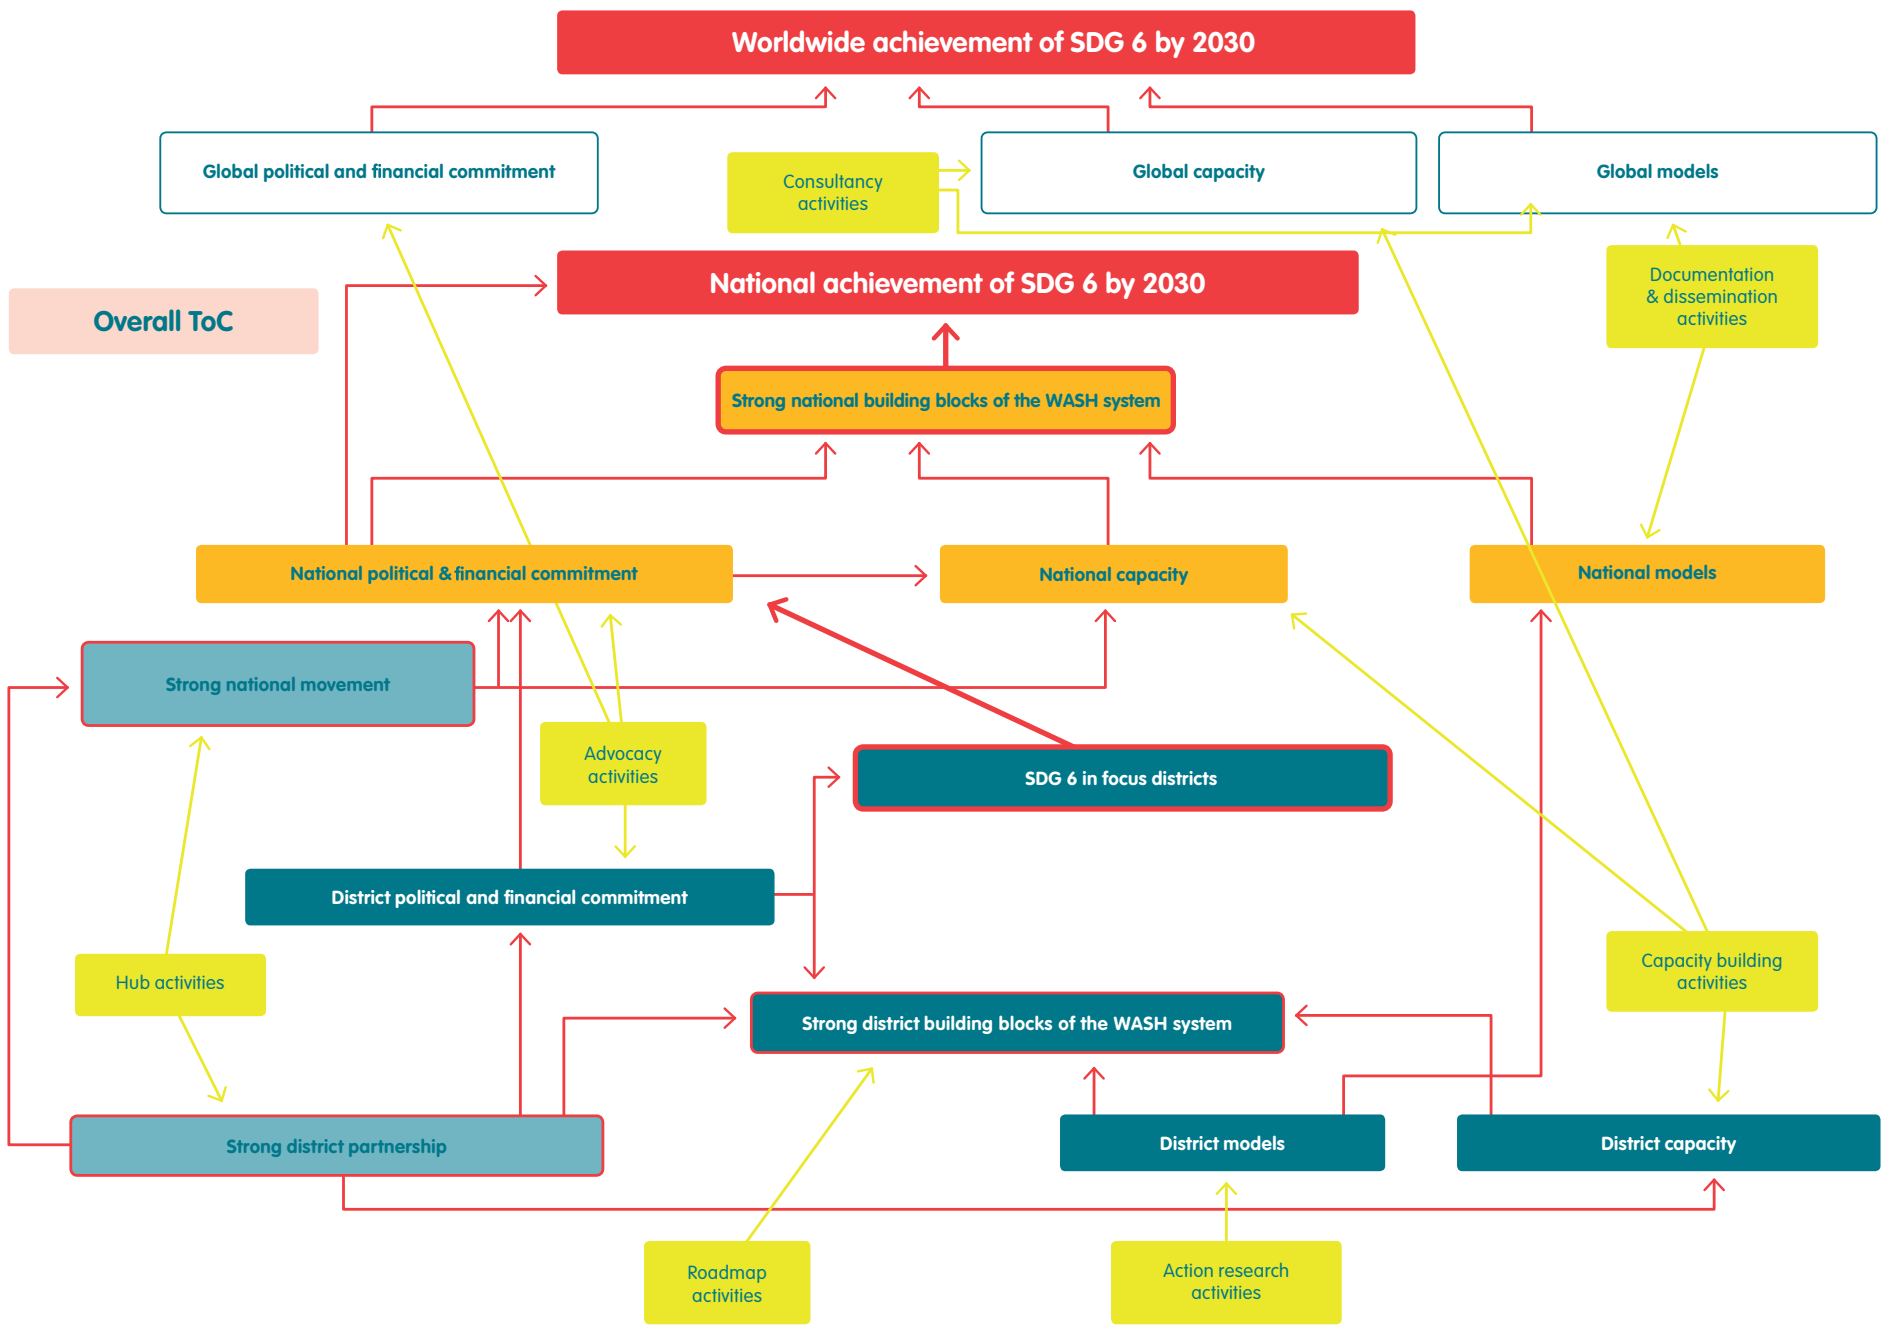 Worldwide achievement of SDG 6 by 2030
Global political and financial commitment
Consultancy
activities
Global capacity
Global models
National achievement of SDG 6 by 2030
Documentation
& dissemination
activities
Overall ToC
Strong national building blocks of the WASH system
National political & financial commitment
National capacity
National models
Strong national movement
Advocacy
activities
SDG 6 in focus districts
District political and financial commitment
Hub activities
Capacity building
activities
Strong district building blocks of the WASH system
Strong district partnership
District models
District capacity
Roadmap
activities
Action research
activities